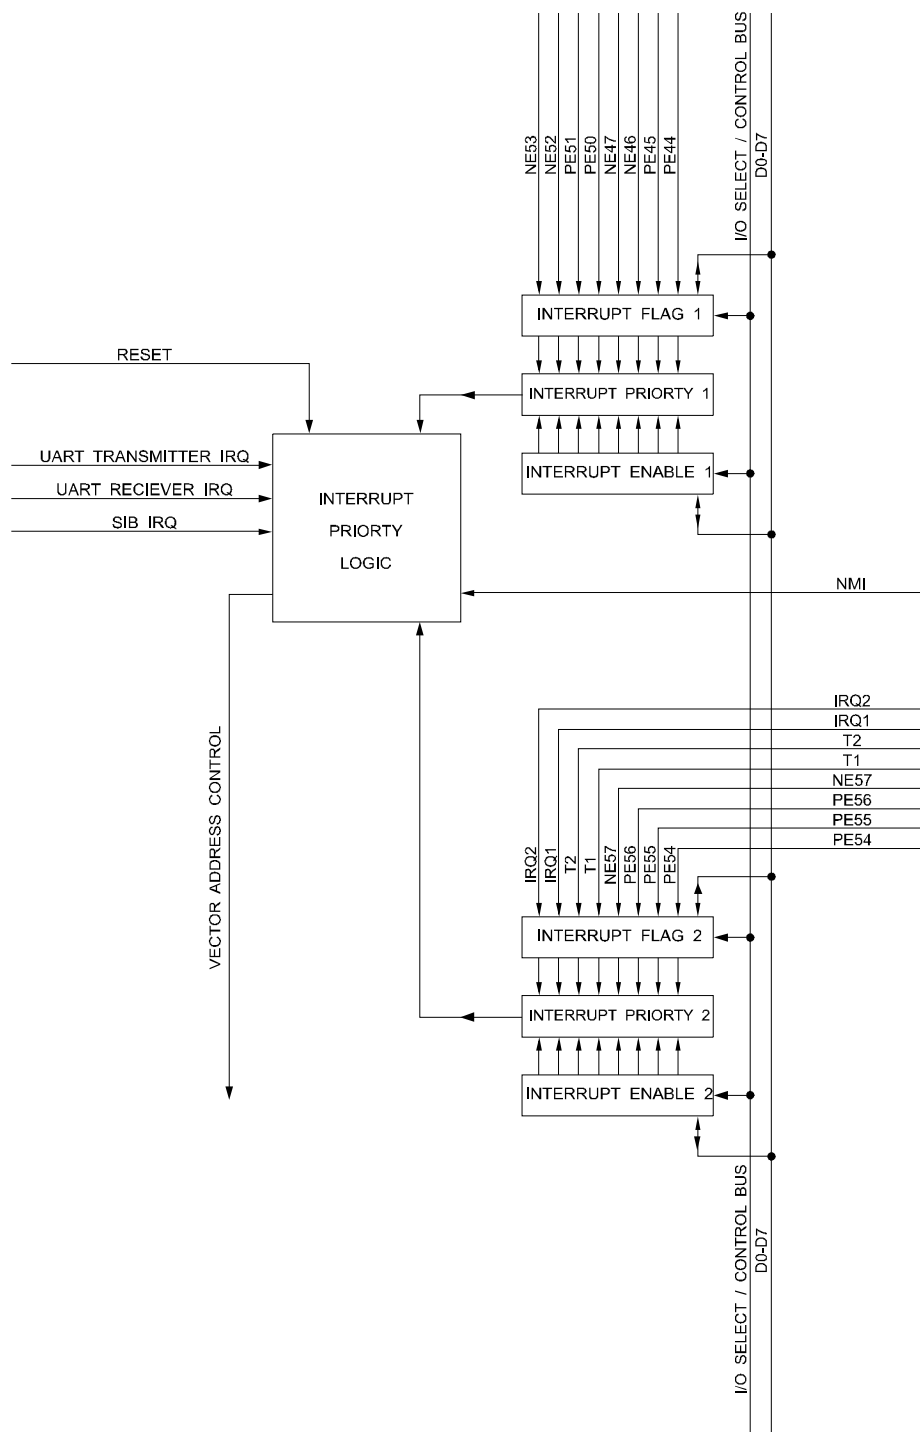 I/O SELECT / CONTROL BUS
D0-D7
NE53
NE52
PE51
PE50
NE47
NE46
PE45
PE44
INTERRUPT FLAG 1
RESET
INTERRUPT PRIORTY 1
UART TRANSMITTER IRQ
INTERRUPT ENABLE 1
UART RECIEVER IRQ
SIB IRQ
INTERRUPT
PRIORTY
LOGIC
NMI
IRQ2
IRQ1
T2
T1
NE57
PE56
PE55
PE54
VECTOR ADDRESS CONTROL
IRQ2
IRQ1
T2
T1
NE57
PE56
PE55
PE54
INTERRUPT FLAG 2
INTERRUPT PRIORTY 2
INTERRUPT ENABLE 2
I/O SELECT / CONTROL BUS
D0-D7